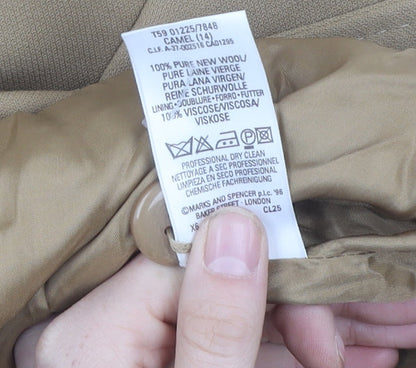 T59 01225/7848
CAMEL (14)
C.I.F. A-37-002516 CA01295
100% PURE NEW WOOL/
PURE LAINE VIERGE
PURA LANA VIRGEN/
REINE SCHURWOLLE
LINING·DOUBLURE·FORRO·FUTTER
100% VISCOSE/VISCOSA/
VISKOSE
P
PROFESSIONAL DRY CLEAN
NETTOYAGE A SEC
LIMPIEZA EN SECO PROFESIONAL
CHEMISCHE FACHREINIGUNG
©MARKS AND SPENCER p.l.c. '96
BAKER STREET · LONDON
CL25